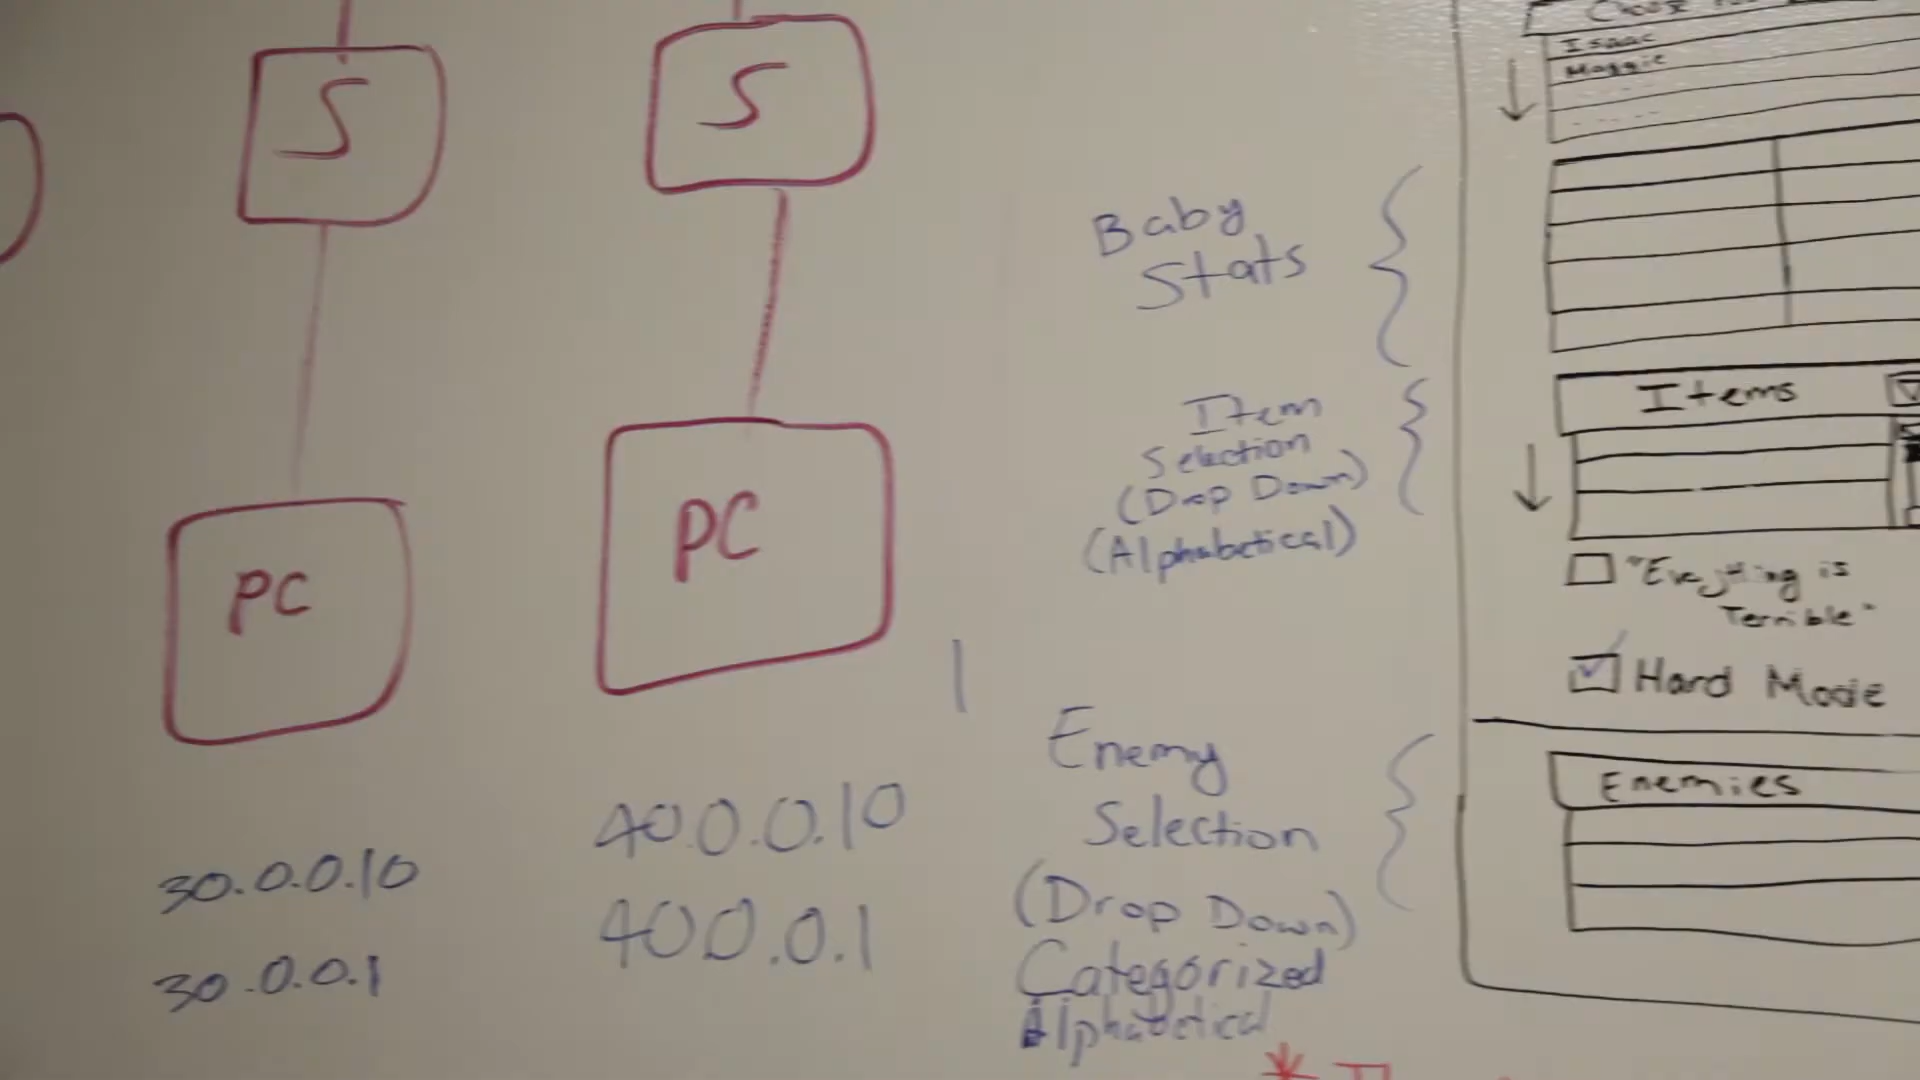 S
S
PC
PC
30.0.0.10
30.0.0.1
40.0.0.10
40.0.0.1
Baby
Stats
Item
Selection
(Drop Down)
(Alphabetical)
Enemy
Selection
(Drop Down)
Categorized
Alphabetical
Choose
Isaac
Maggie
Items
"Everything is
Terrible"
Hard Mode
Enemies